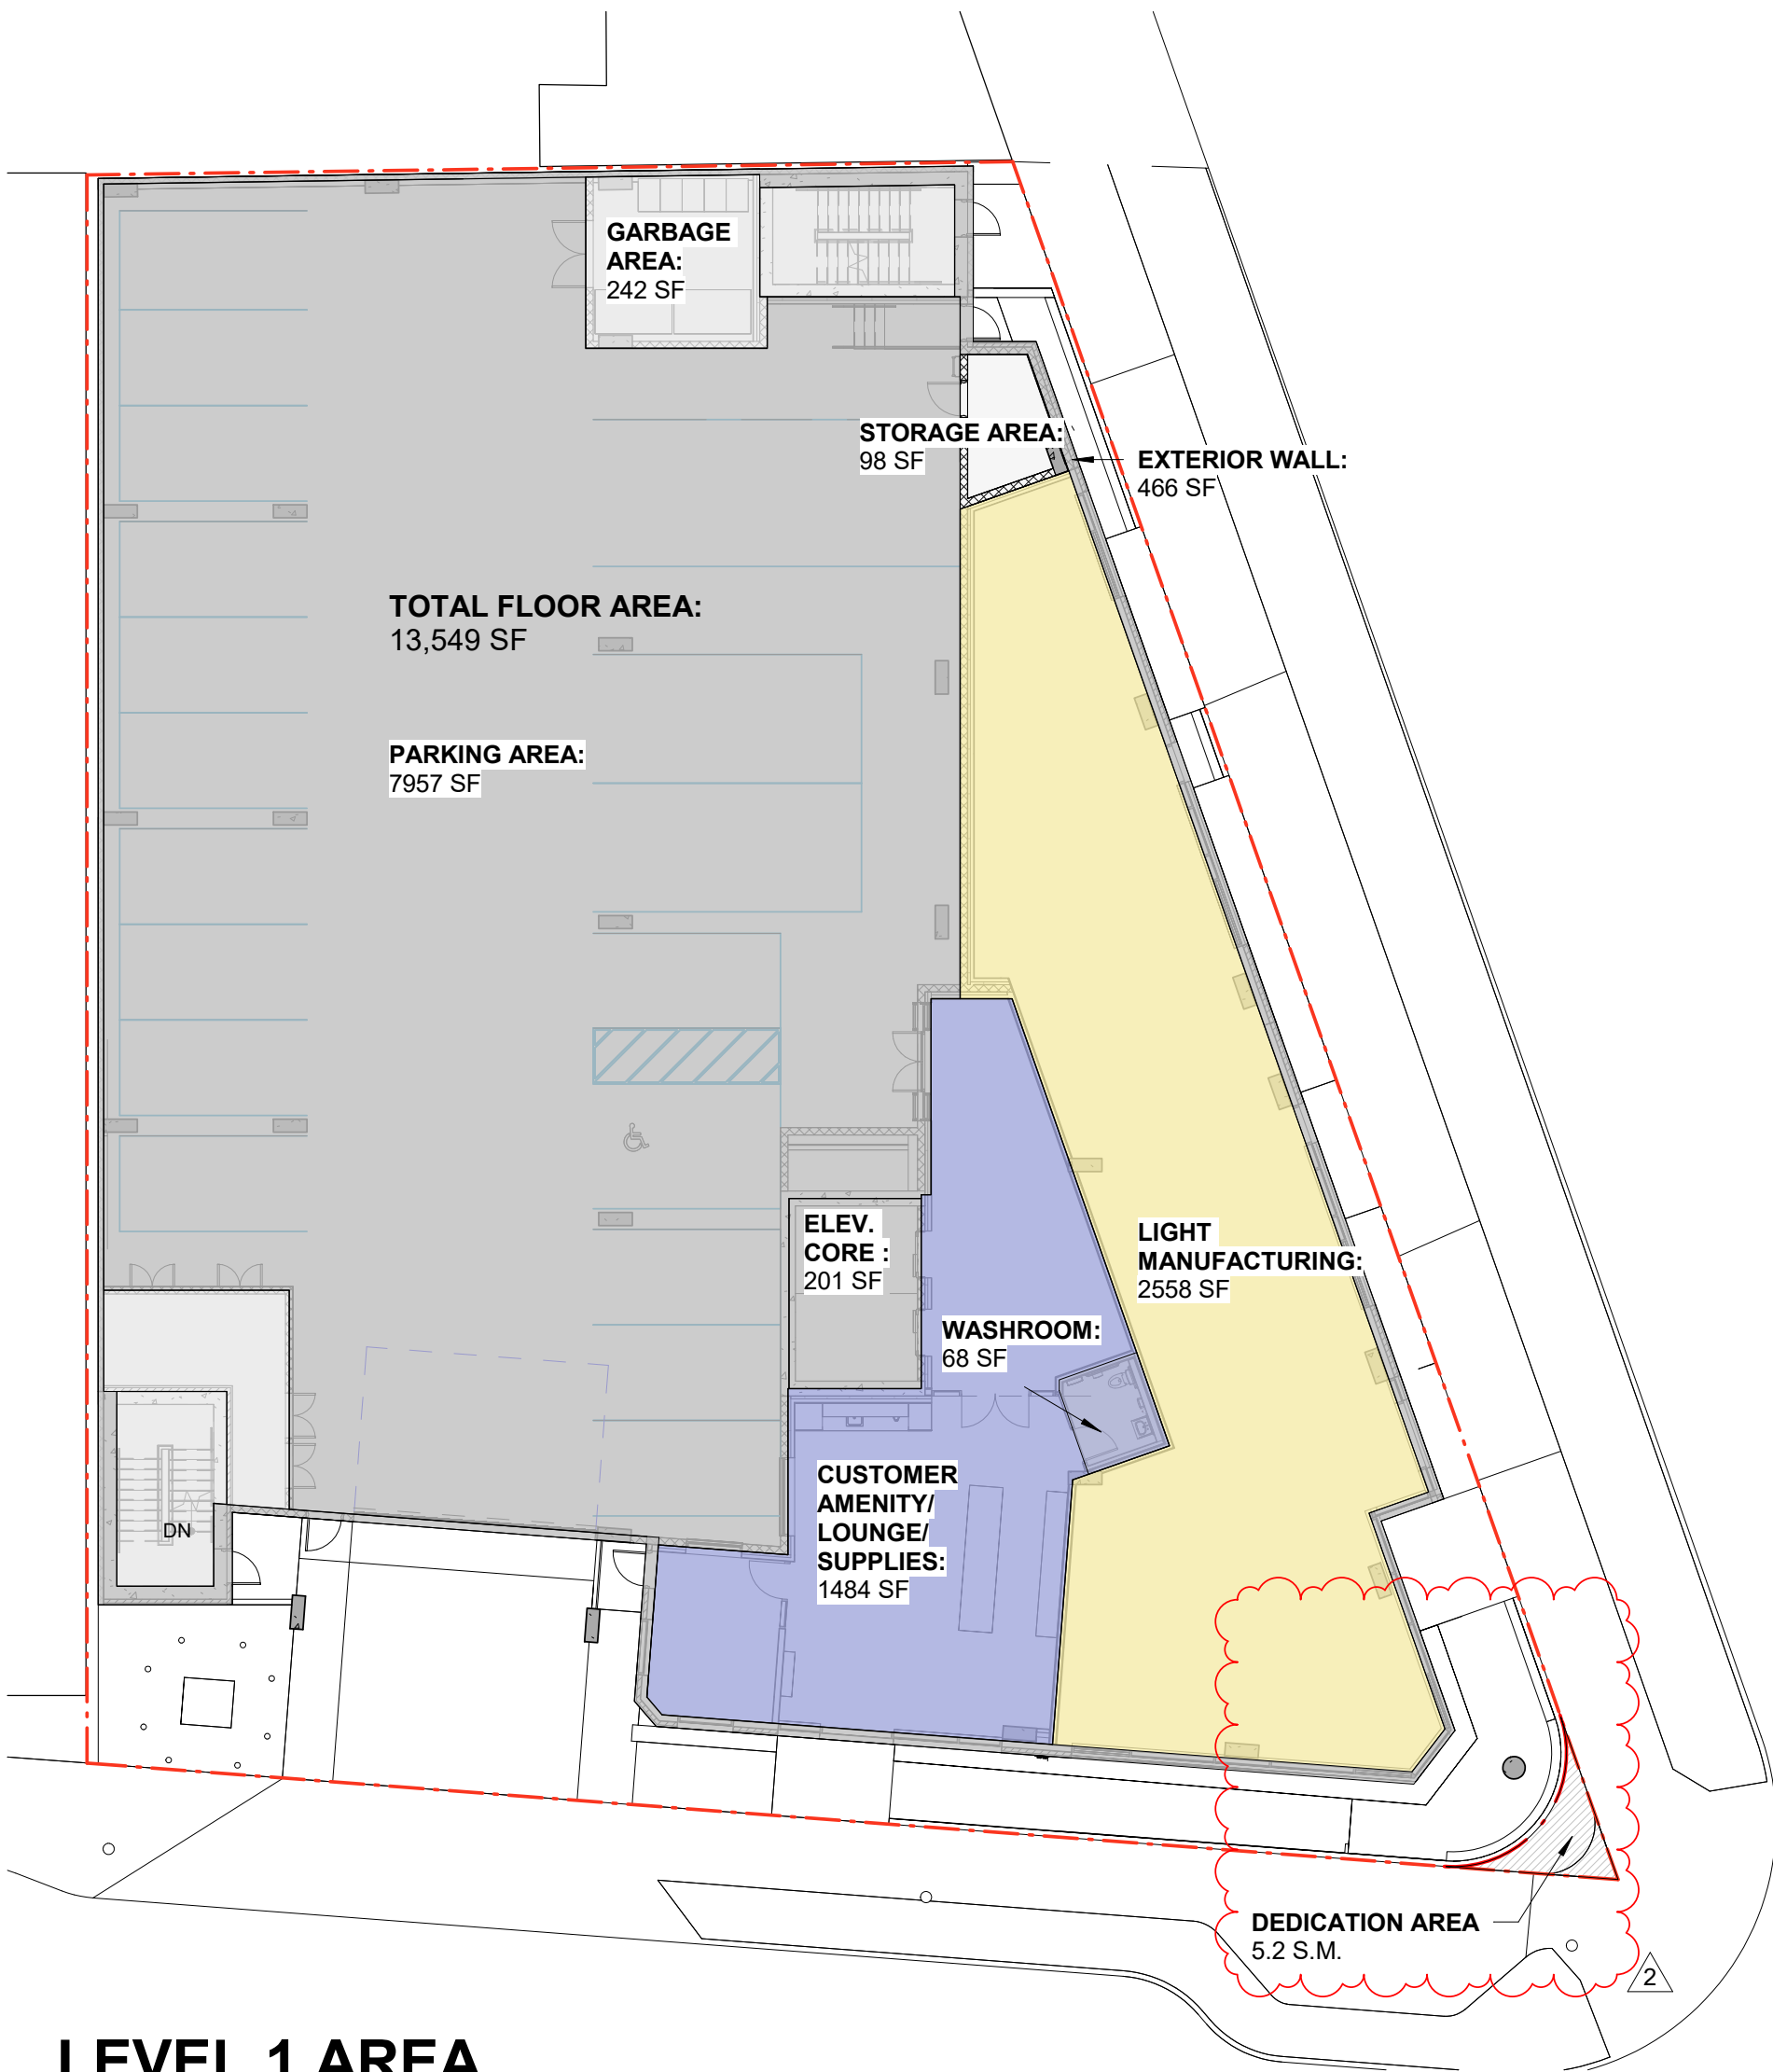 GARBAGE
AREA:
242 SF
STORAGE AREA:
98 SF
EXTERIOR WALL:
466 SF
TOTAL FLOOR AREA:
13,549 SF
PARKING AREA:
7957 SF
ELEV.
CORE :
201 SF
LIGHT
MANUFACTURING:
2558 SF
WASHROOM:
68 SF
CUSTOMER
AMENITY/
LOUNGE/
SUPPLIES:
1484 SF
DN
DEDICATION AREA
5.2 S.M.
2
LEVEL 1 AREA